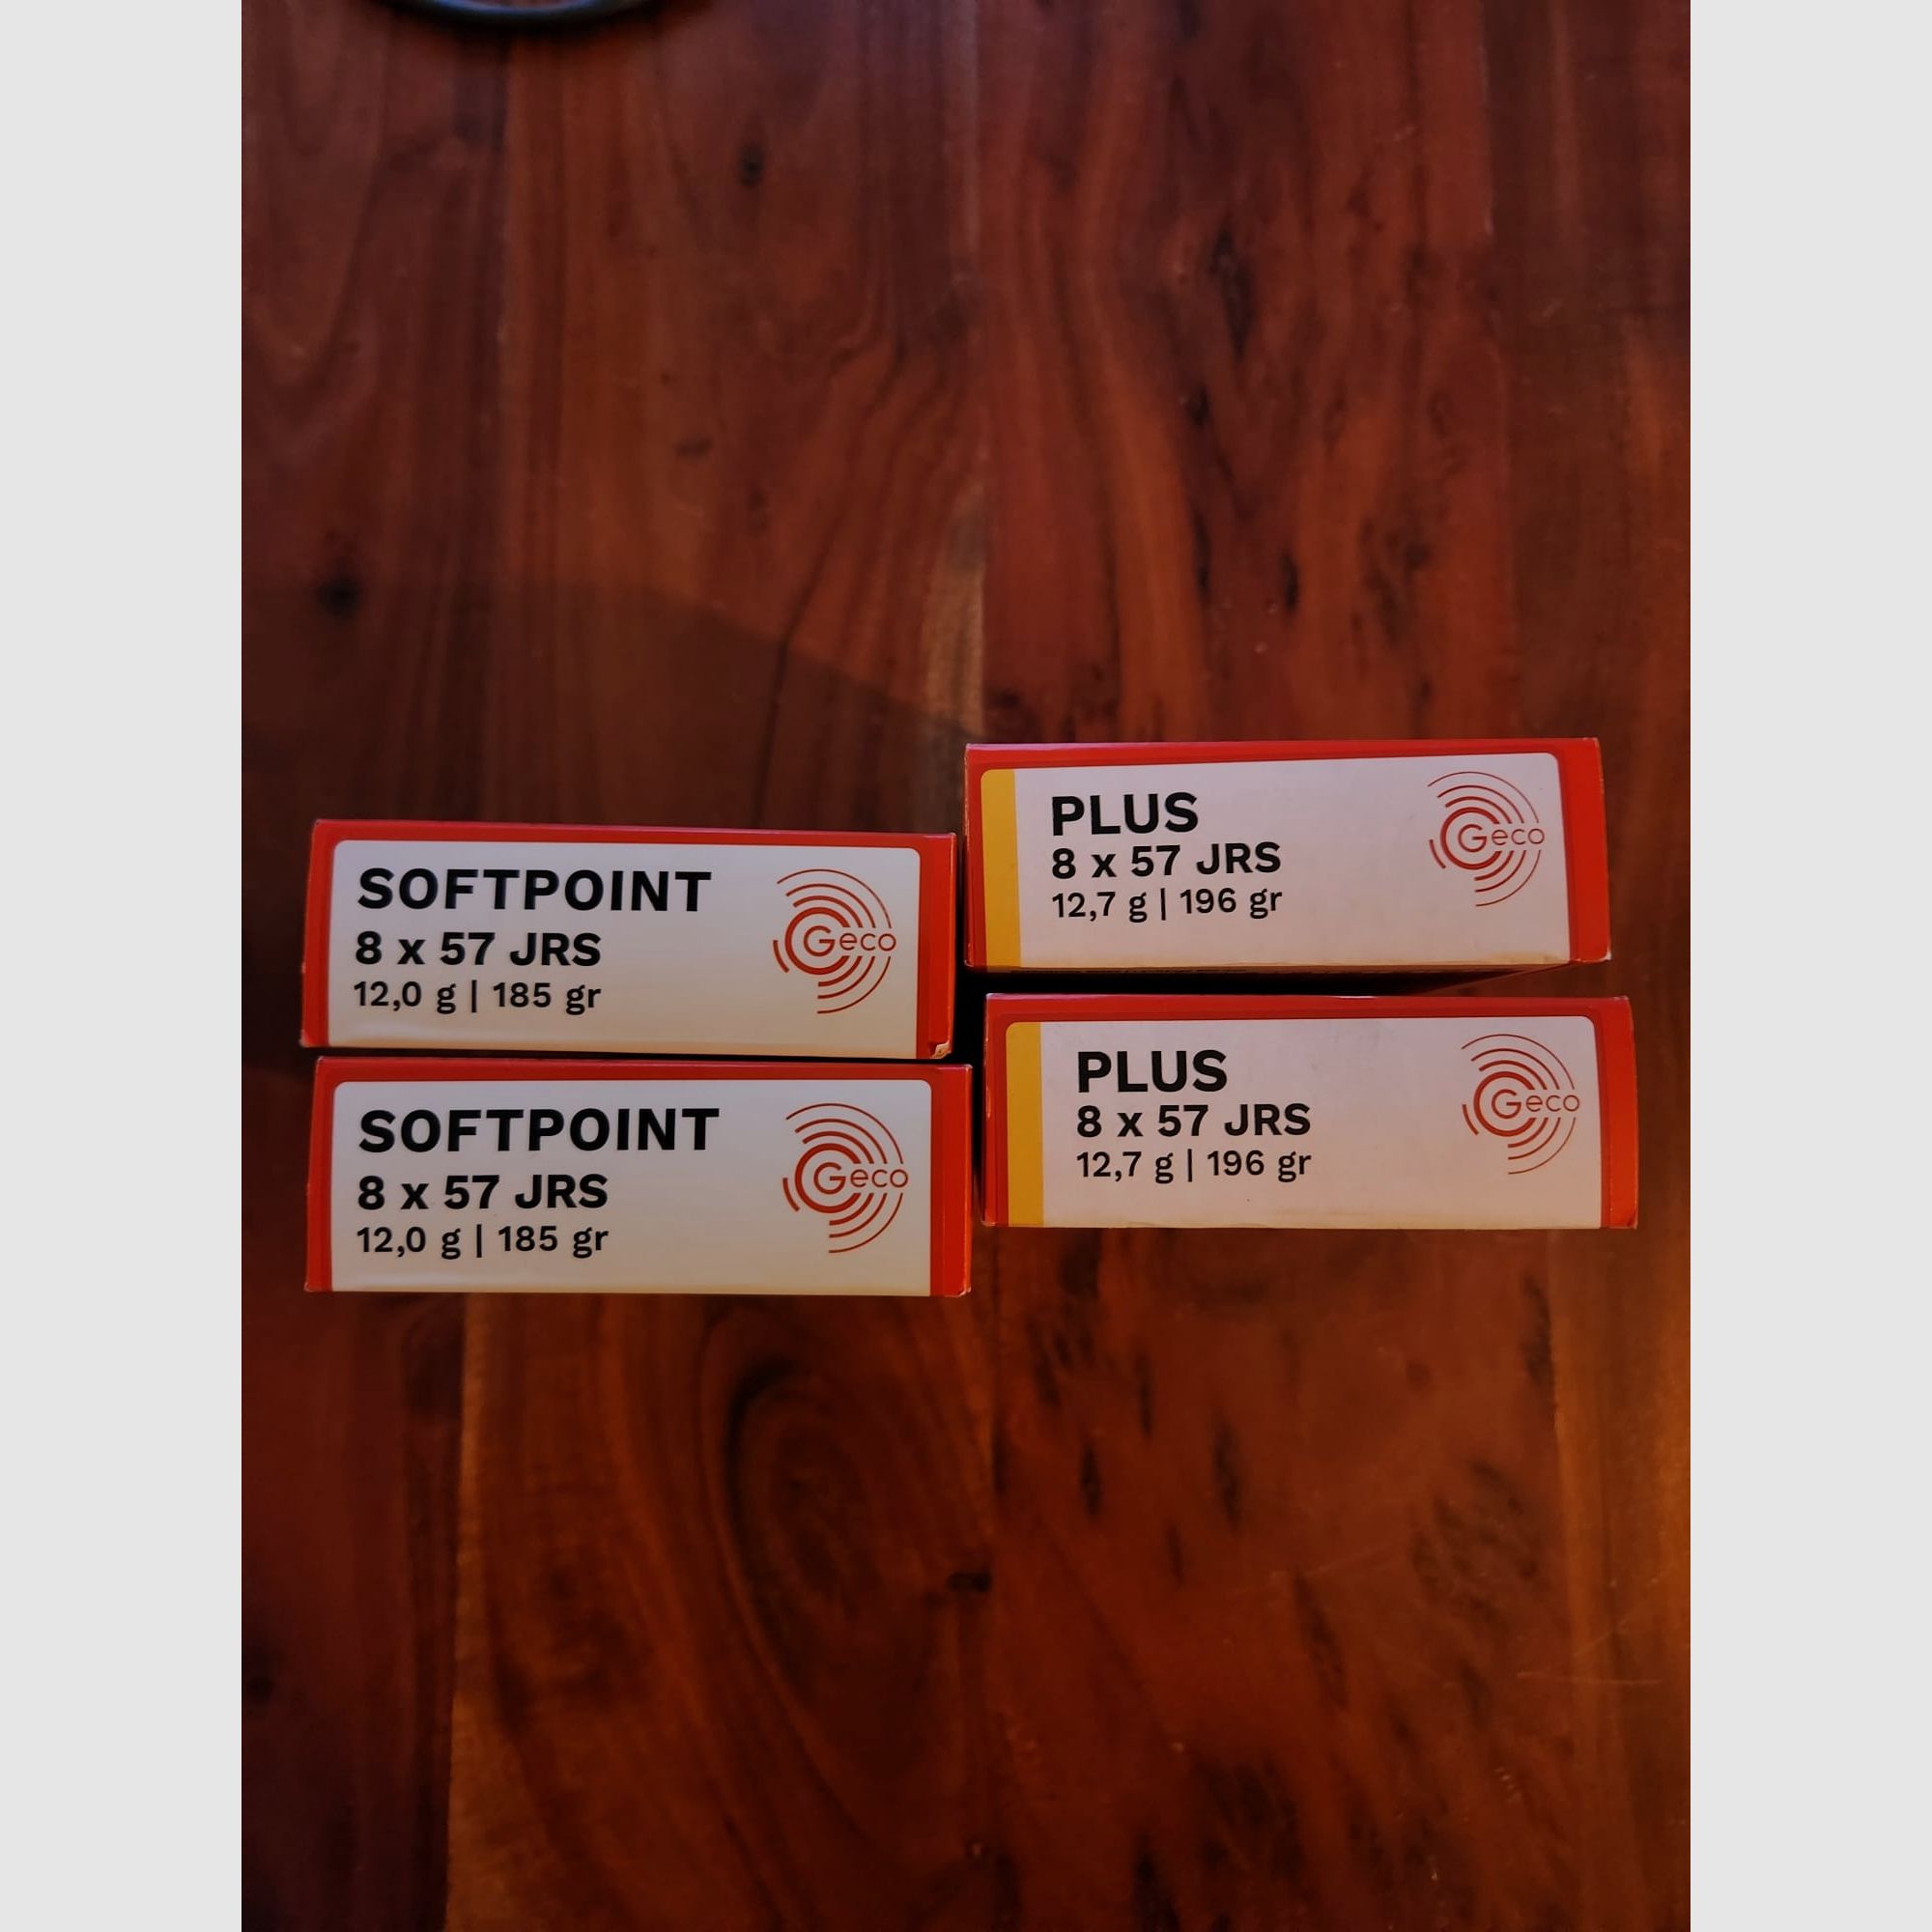 SOFTPOINT
8 x 57 JRS
12,0 g | 185 gr
Geco
SOFTPOINT
8 x 57 JRS
12,0 g | 185 gr
Geco
PLUS
8 x 57 JRS
12,7 g | 196 gr
Geco
PLUS
8 x 57 JRS
12,7 g | 196 gr
Geco